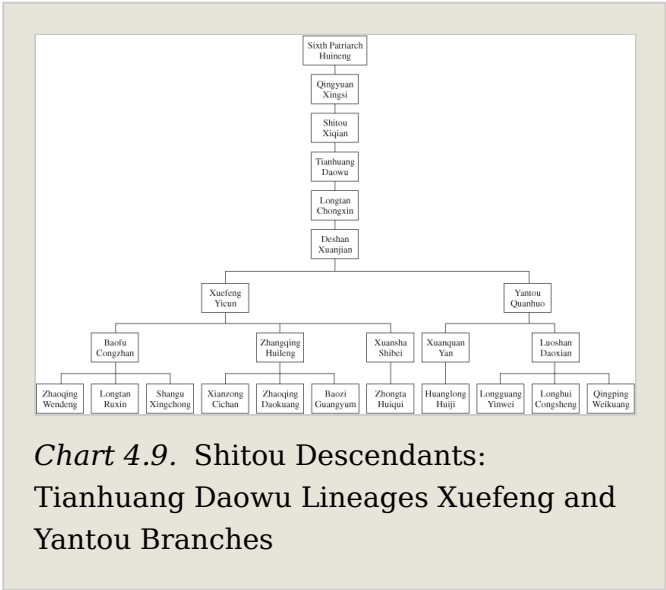 Sixth Patriarch
Huineng
Qingyuan
Xingsi
Shitou
Xiqian
Tianhuang
Daowu
Longtan
Chongxin
Deshan
Xuanjian
Xuefeng
Yicun
Yantou
Quanhuo
Baofu
Congzhan
Zhangqing
Huileng
Xuansha
Shibei
Xuanquan
Yan
Luoshan
Daoxian
Zhaoqing
Wendeng
Longtan
Ruxin
Shangu
Xingchong
Xianzong
Cichan
Zhaoqing
Daokuang
Baozi
Guangyum
Zhongta
Huiqui
Huanglong
Huiji
Longguang
Yinwei
Longhui
Congsheng
Qingping
Weikuang
Chart 4.9. Shitou Descendants:
Tianhuang Daowu Lineages Xuefeng and
Yantou Branches